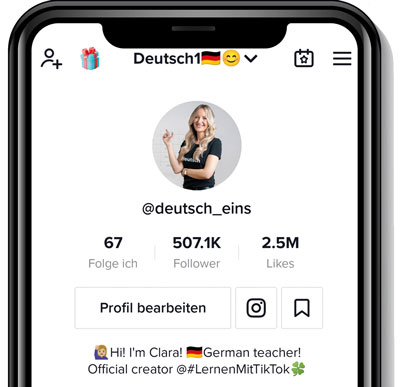 Deutsch1🇩🇪😊
@deutsch_eins
67 507.1K 2.5M
Folge ich Follower Likes
Profil bearbeiten
🙋🏼‍♀️Hi! I'm Clara! 🇩🇪German teacher!
Official creator @#LernenMitTikTok🍀